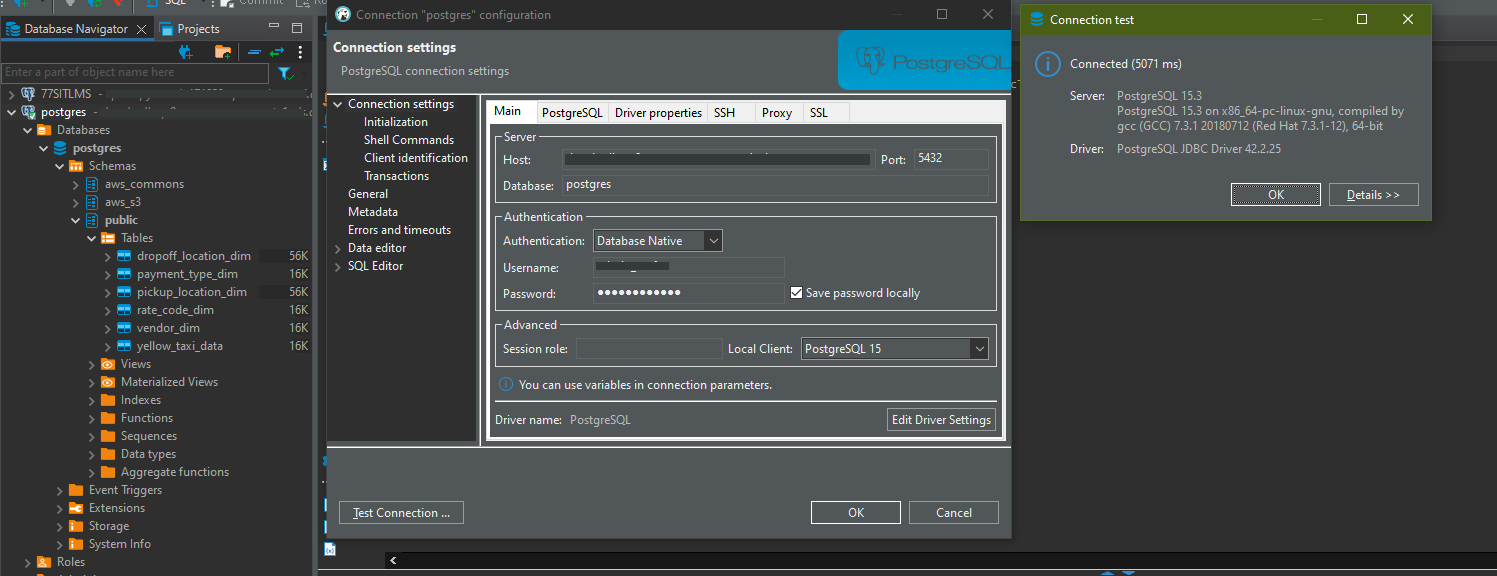 SQL
Commit
Database Navigator
Projects
Enter a part of object name here
77SITLMS
postgres
Databases
postgres
Schemas
aws_commons
aws_s3
public
Tables
dropoff_location_dim 56K
payment_type_dim 16K
pickup_location_dim 56K
rate_code_dim 16K
vendor_dim 16K
yellow_taxi_data 16K
Views
Materialized Views
Indexes
Functions
Sequences
Data types
Aggregate functions
Event Triggers
Extensions
Storage
System Info
Roles
Connection "postgres" configuration
Connection settings
PostgreSQL connection settings
PostgreSQL
Connection settings
Initialization
Shell Commands
Client identification
Transactions
General
Metadata
Errors and timeouts
Data editor
SQL Editor
Main PostgreSQL Driver properties SSH Proxy SSL
Server
Host: Port: 5432
Database: postgres
Authentication
Authentication: Database Native
Username:
Password: •••••••••••• Save password locally
Advanced
Session role: Local Client: PostgreSQL 15
You can use variables in connection parameters.
Driver name: PostgreSQL Edit Driver Settings
Test Connection ... OK Cancel
Connection test
Connected (5071 ms)
Server: PostgreSQL 15.3
PostgreSQL 15.3 on x86_64-pc-linux-gnu, compiled by
gcc (GCC) 7.3.1 20180712 (Red Hat 7.3.1-12), 64-bit
Driver: PostgreSQL JDBC Driver 42.2.25
OK Details >>